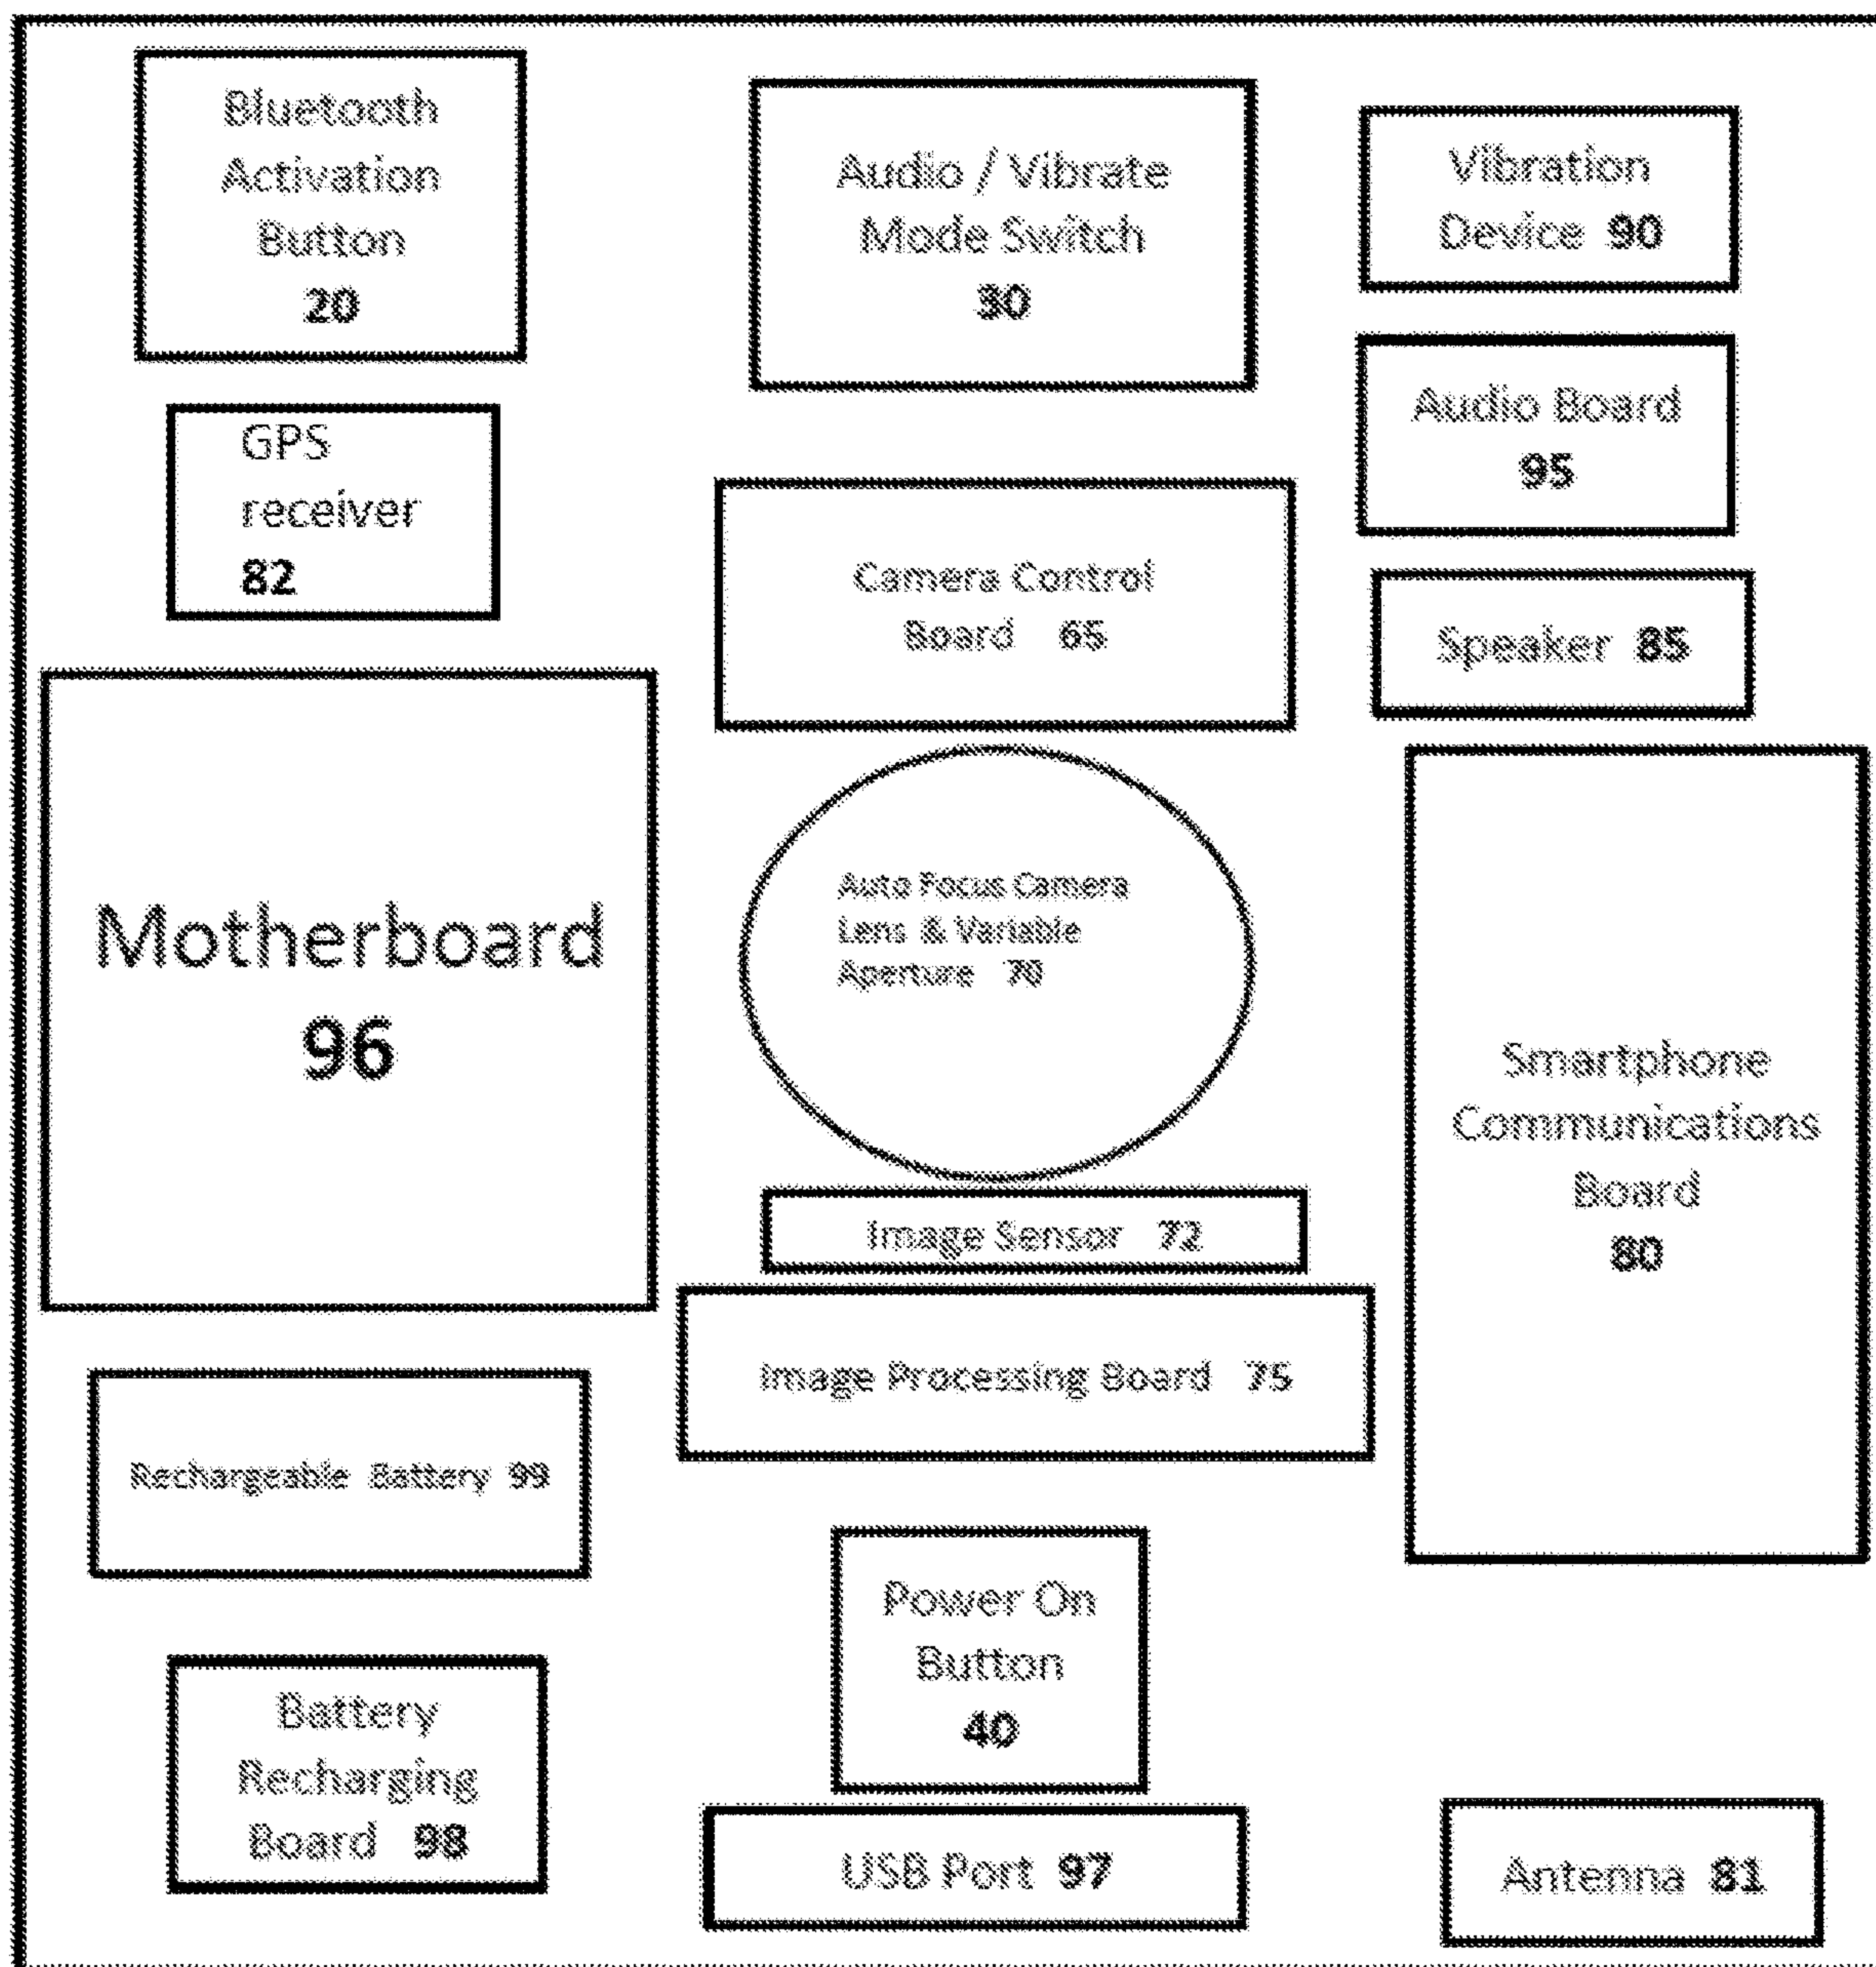 Bluetooth
Activation
Button
20
Audio / Vibrate
Mode Switch
30
Vibration
Device 90
GPS
receiver
82
Audio Board
95
Camera Control
Board 65
Speaker 85
Motherboard
96
Auto Focus Camera
Lens & Variable
Aperture 70
Smartphone
Communications
Board
80
Image Sensor 72
Image Processing Board 75
Rechargeable Battery 99
Power On
Button
40
Battery
Recharging
Board 98
USB Port 97
Antenna 81